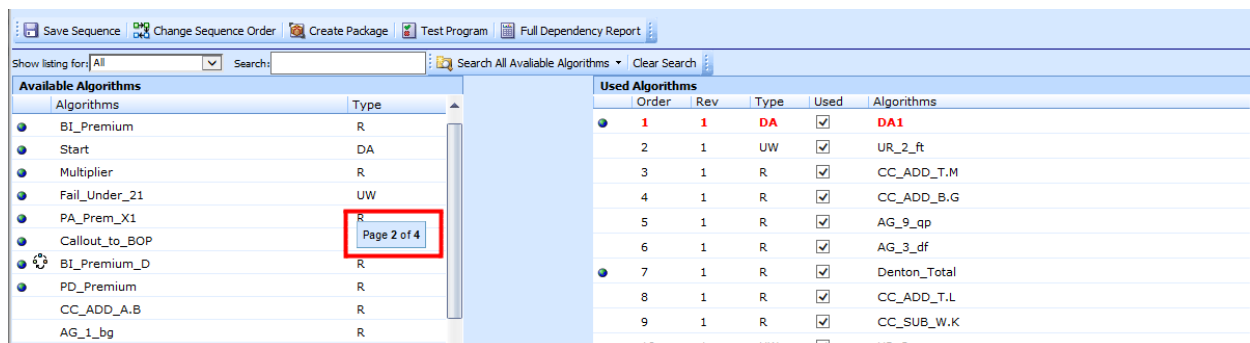 Save Sequence Change Sequence Order Create Package Test Program Full Dependency Report
Show listing for: All Search: Search All Avaliable Algorithms Clear Search
Available Algorithms
Algorithms Type
BI_Premium R
Start DA
Multiplier R
Fail_Under_21 UW
PA_Prem_X1 R
Callout_to_BOP
Page 2 of 4
BI_Premium_D R
PD_Premium R
CC_ADD_A.B R
AG_1_bg R
Used Algorithms
Order Rev Type Used Algorithms
1 1 DA DA1
2 1 UW UR_2_ft
3 1 R CC_ADD_T.M
4 1 R CC_ADD_B.G
5 1 R AG_9_qp
6 1 R AG_3_df
7 1 R Denton_Total
8 1 R CC_ADD_T.L
9 1 R CC_SUB_W.K